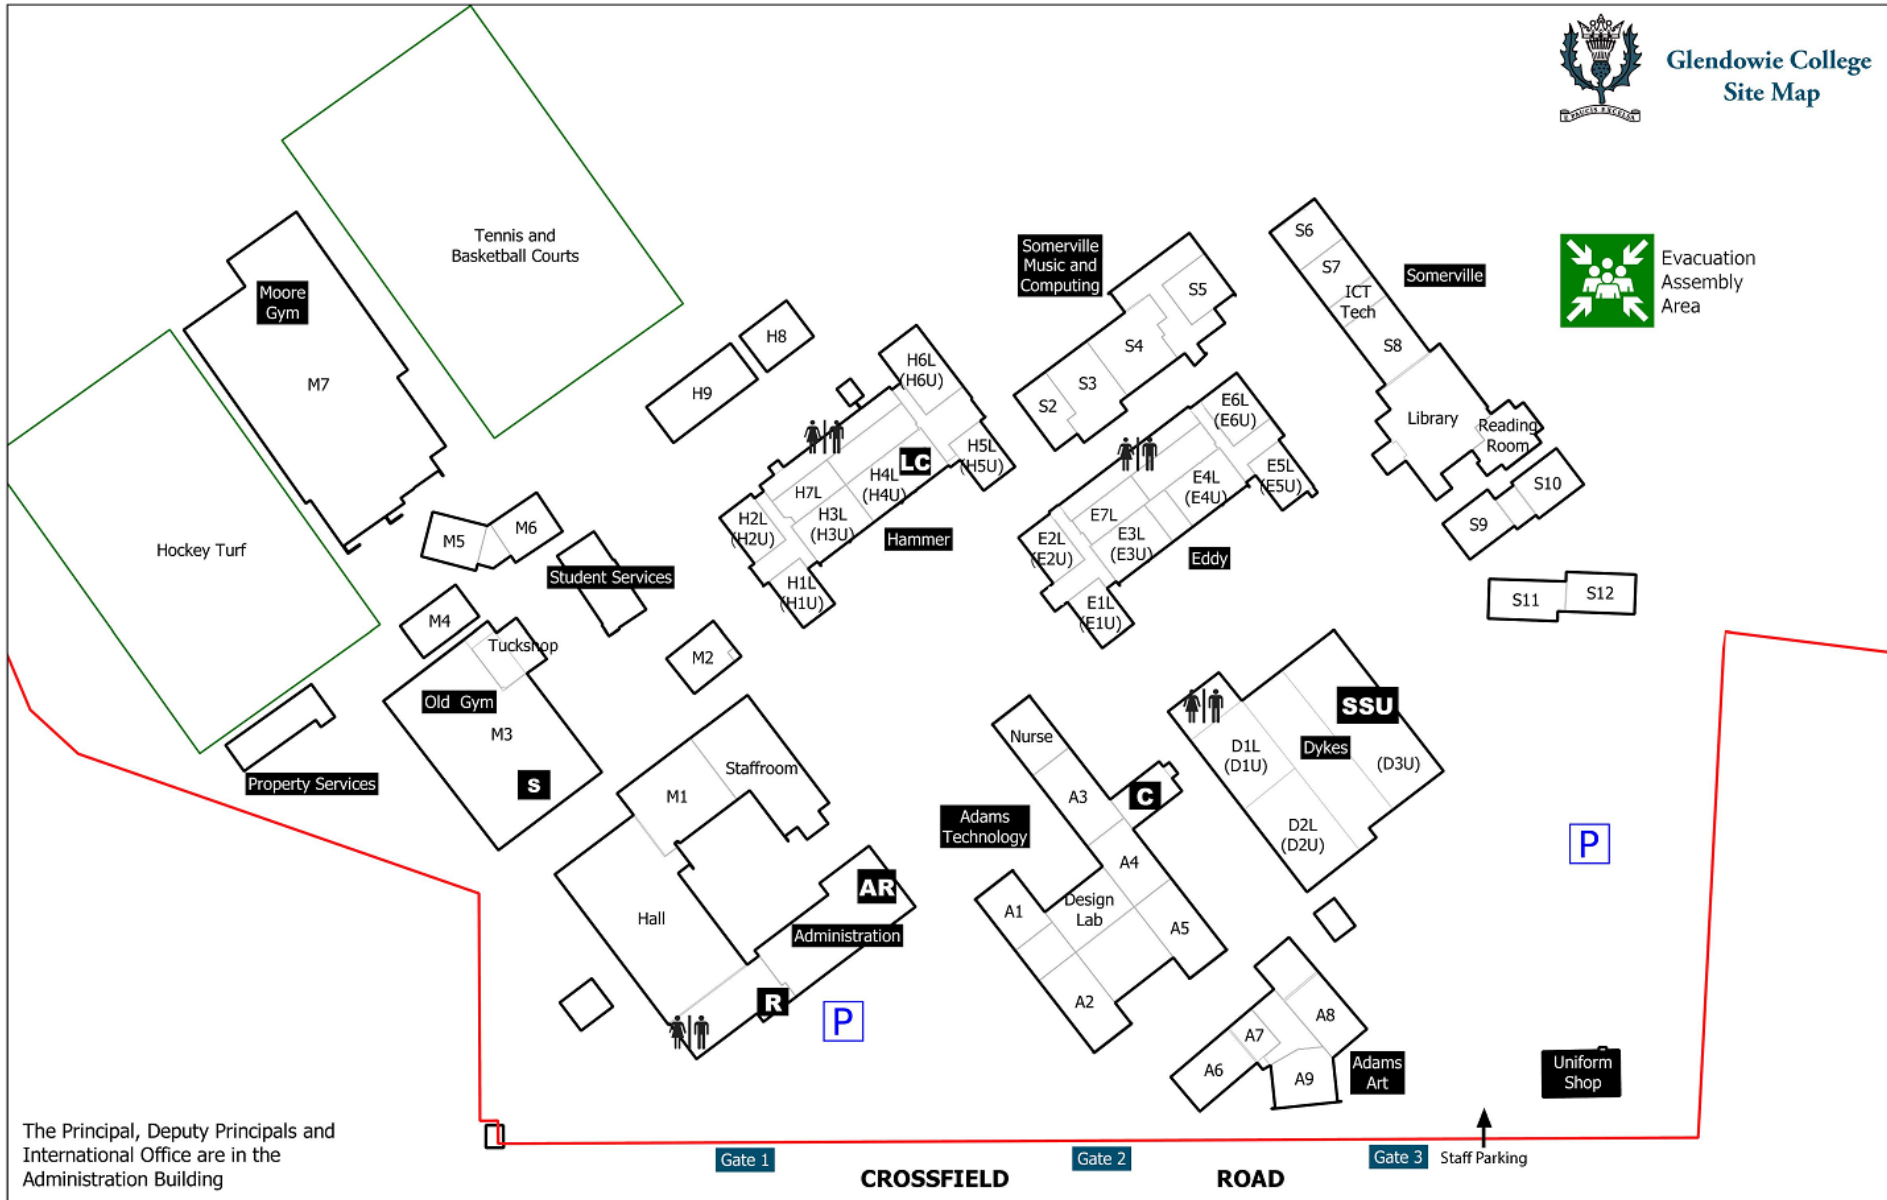 Glendowie College
Site Map
E PAUCIS EXCELSA
Tennis and
Basketball Courts
Moore
Gym
M7
Hockey Turf
H8
H9
Somerville
Music and
Computing
S5
S4
S3
S2
S6
S7
ICT
Tech
S8
Somerville
Library
Reading
Room
S10
S9
S11
S12
Evacuation
Assembly
Area
H6L
(H6U)
H5L
(H5U)
LC
H4L
(H4U)
H7L
H3L
(H3U)
H2L
(H2U)
H1L
(H1U)
Hammer
E6L
(E6U)
E5L
(E5U)
E4L
(E4U)
E7L
E3L
(E3U)
E2L
(E2U)
E1L
(E1U)
Eddy
M5
M6
Student Services
M4
Tuckshop
M2
Old Gym
M3
S
Property Services
M1
Staffroom
Hall
AR
Administration
R
P
Nurse
A3
C
Adams
Technology
A4
A1
Design
Lab
A5
A2
SSU
D1L
(D1U)
Dykes
(D3U)
D2L
(D2U)
P
A8
A7
A6
A9
Adams
Art
Uniform
Shop
The Principal, Deputy Principals and
International Office are in the
Administration Building
Gate 1
Gate 2
Gate 3
Staff Parking
CROSSFIELD ROAD